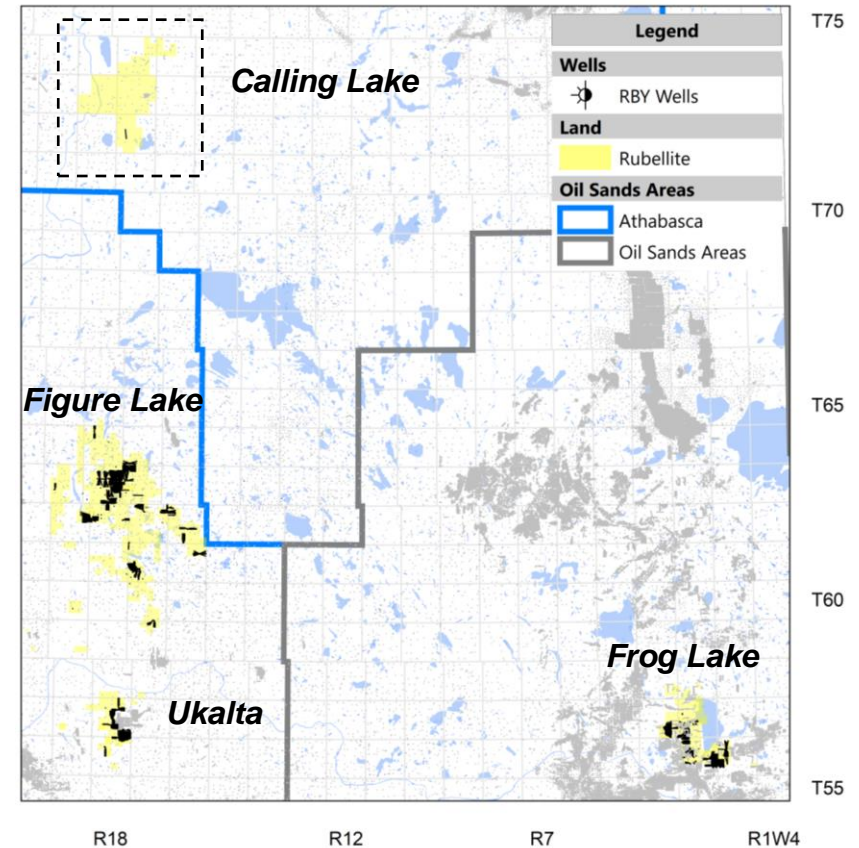 T75
Legend
Wells
RBY Wells
Land
Rubellite
Oil Sands Areas
Athabasca
Oil Sands Areas
Calling Lake
T70
Figure Lake
T65
T60
Frog Lake
Ukalta
T55
R18
R12
R7
R1W4